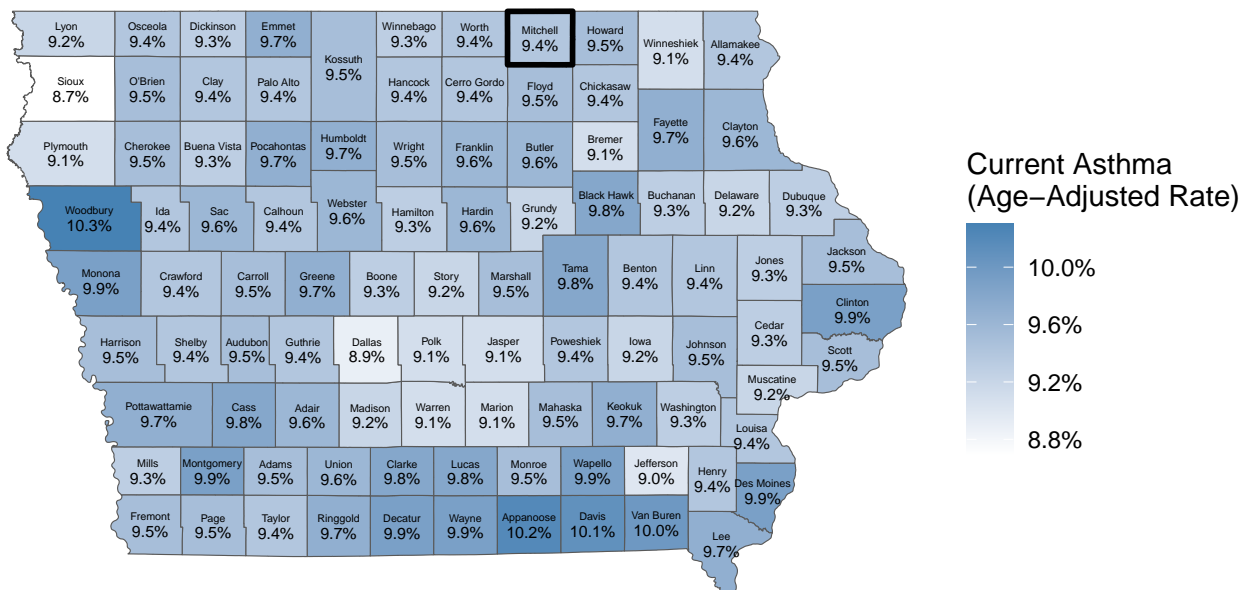 Lyon
9.2%
Osceola
9.4%
Dickinson
9.3%
Emmet
9.7%
Kossuth
9.5%
Winnebago
9.3%
Worth
9.4%
Mitchell
9.4%
Howard
9.5%
Winneshiek
9.1%
Allamakee
9.4%
Sioux
8.7%
O'Brien
9.5%
Clay
9.4%
Palo Alto
9.4%
Hancock
9.4%
Cerro Gordo
9.4%
Floyd
9.5%
Chickasaw
9.4%
Fayette
9.7%
Clayton
9.6%
Plymouth
9.1%
Cherokee
9.5%
Buena Vista
9.3%
Pocahontas
9.7%
Humboldt
9.7%
Wright
9.5%
Franklin
9.6%
Butler
9.6%
Bremer
9.1%
Woodbury
10.3%
Ida
9.4%
Sac
9.6%
Calhoun
9.4%
Webster
9.6%
Hamilton
9.3%
Hardin
9.6%
Grundy
9.2%
Black Hawk
9.8%
Buchanan
9.3%
Delaware
9.2%
Dubuque
9.3%
Monona
9.9%
Crawford
9.4%
Carroll
9.5%
Greene
9.7%
Boone
9.3%
Story
9.2%
Marshall
9.5%
Tama
9.8%
Benton
9.4%
Linn
9.4%
Jones
9.3%
Jackson
9.5%
Clinton
9.9%
Harrison
9.5%
Shelby
9.4%
Audubon
9.5%
Guthrie
9.4%
Dallas
8.9%
Polk
9.1%
Jasper
9.1%
Poweshiek
9.4%
Iowa
9.2%
Johnson
9.5%
Cedar
9.3%
Scott
9.5%
Muscatine
9.2%
Pottawattamie
9.7%
Cass
9.8%
Adair
9.6%
Madison
9.2%
Warren
9.1%
Marion
9.1%
Mahaska
9.5%
Keokuk
9.7%
Washington
9.3%
Louisa
9.4%
Mills
9.3%
Montgomery
9.9%
Adams
9.5%
Union
9.6%
Clarke
9.8%
Lucas
9.8%
Monroe
9.5%
Wapello
9.9%
Jefferson
9.0%
Henry
9.4%
Des Moines
9.9%
Fremont
9.5%
Page
9.5%
Taylor
9.4%
Ringgold
9.7%
Decatur
9.9%
Wayne
9.9%
Appanoose
10.2%
Davis
10.1%
Van Buren
10.0%
Lee
9.7%
Current Asthma
(Age−Adjusted Rate)
10.0%
9.6%
9.2%
8.8%